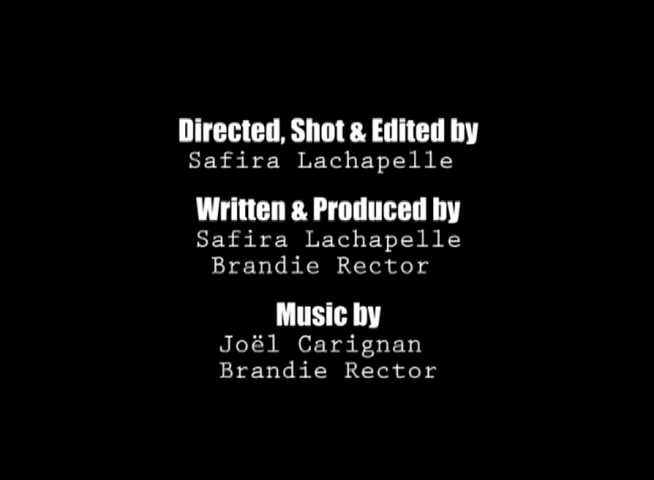 Directed, Shot & Edited by
Safira Lachapelle
Written & Produced by
Safira Lachapelle
Brandie Rector
Music by
Joël Carignan
Brandie Rector